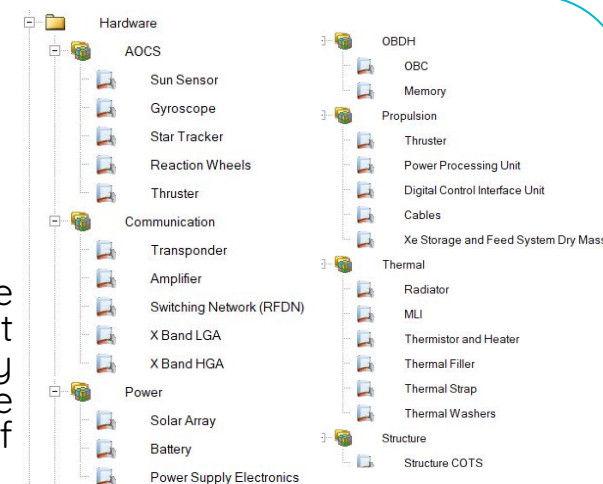 Hardware
AOCS
Sun Sensor
Gyroscope
Star Tracker
Reaction Wheels
Thruster
Communication
Transponder
Amplifier
Switching Network (RFDN)
X Band LGA
X Band HGA
Power
Solar Array
Battery
Power Supply Electronics
OBDH
OBC
Memory
Propulsion
Thruster
Power Processing Unit
Digital Control Interface Unit
Cables
Xe Storage and Feed System Dry Mass
Thermal
Radiator
MLI
Thermistor and Heater
Thermal Filler
Thermal Strap
Thermal Washers
Structure
Structure COTS